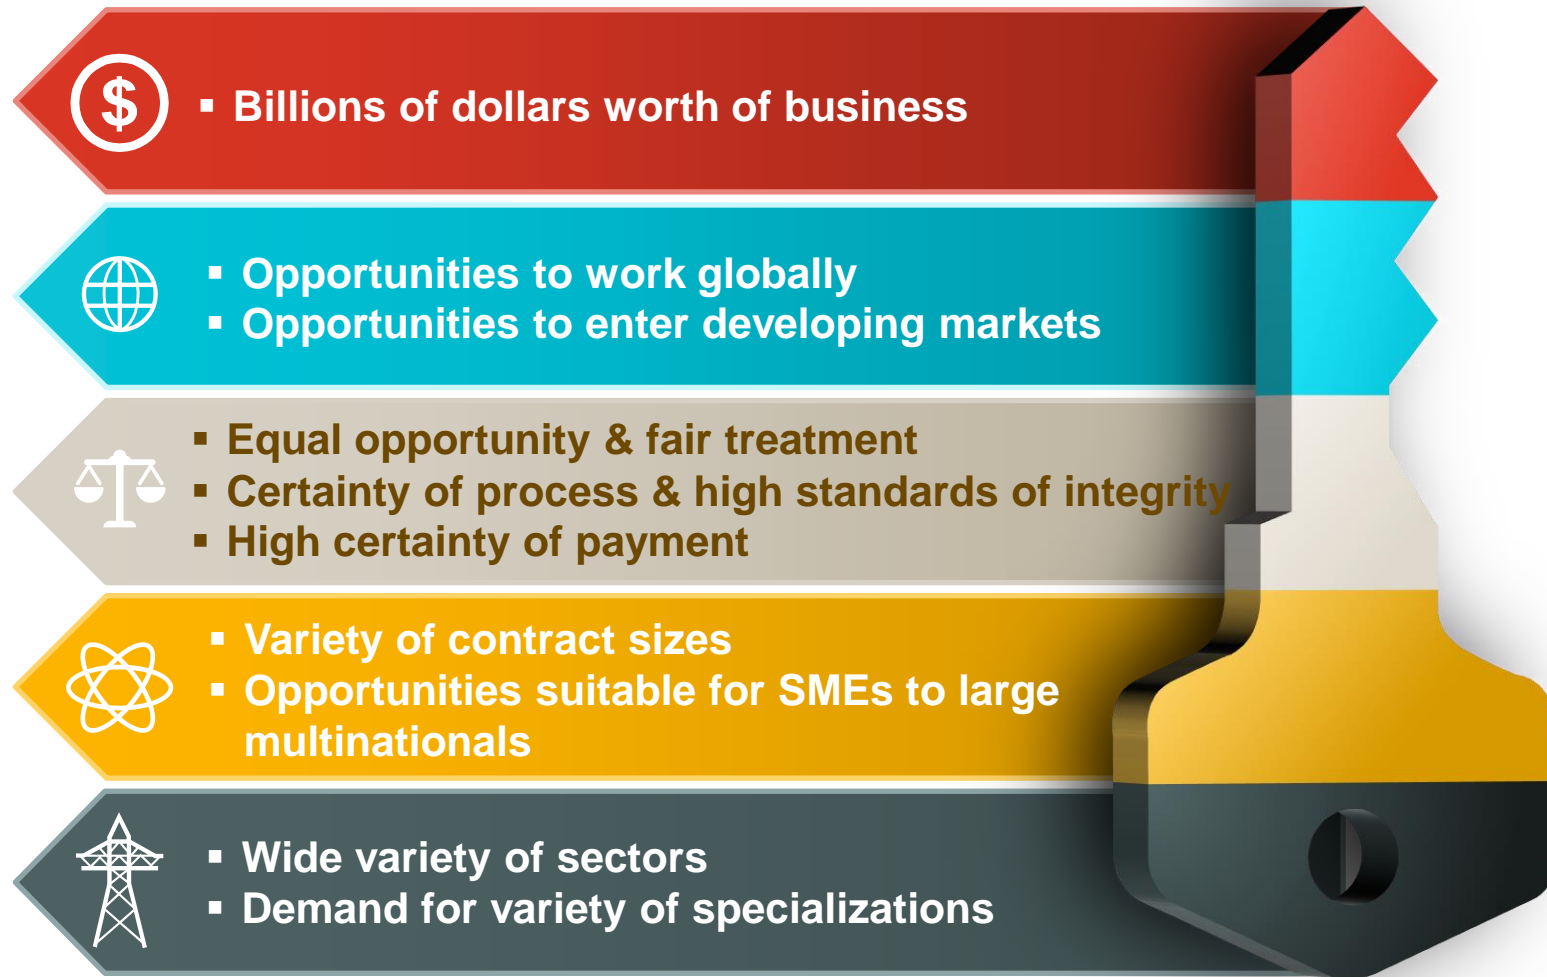 $
▪ Billions of dollars worth of business
▪ Opportunities to work globally
▪ Opportunities to enter developing markets
▪ Equal opportunity & fair treatment
▪ Certainty of process & high standards of integrity
▪ High certainty of payment
▪ Variety of contract sizes
▪ Opportunities suitable for SMEs to large
multinationals
▪ Wide variety of sectors
▪ Demand for variety of specializations